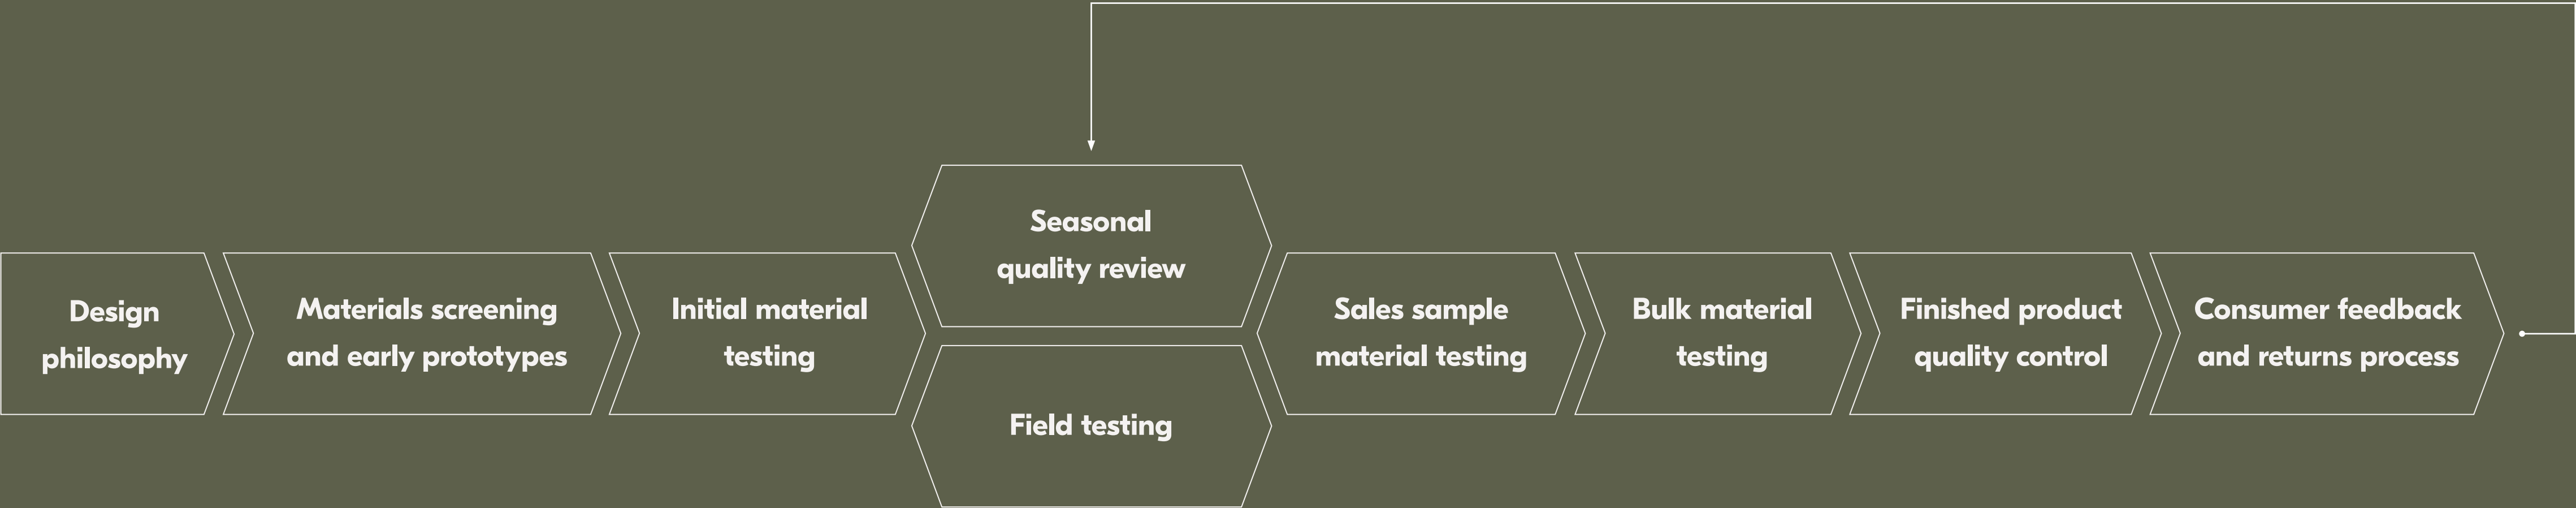 Design
philosophy
Materials screening
and early prototypes
Initial material
testing
Seasonal
quality review
Field testing
Sales sample
material testing
Bulk material
testing
Finished product
quality control
Consumer feedback
and returns process